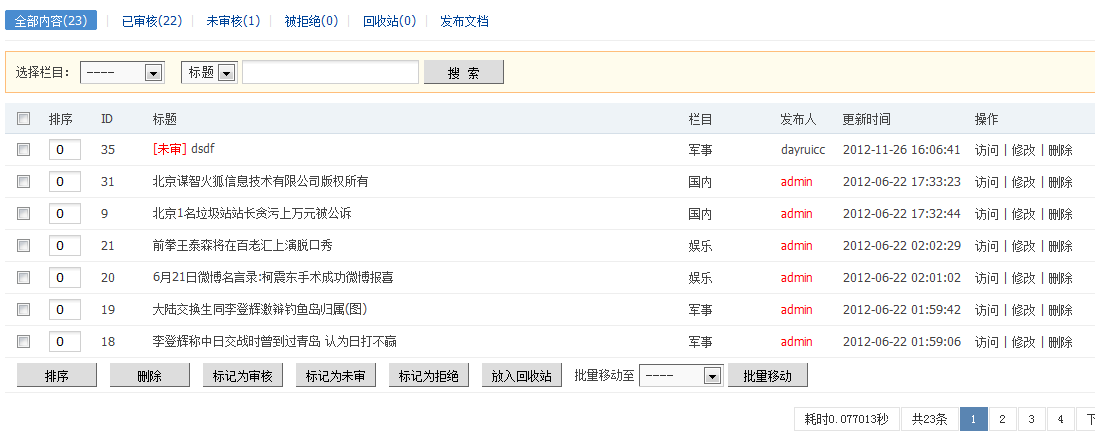 全部内容(23) | 已审核(22) | 未审核(1) | 被拒绝(0) | 回收站(0) | 发布文档
选择栏目: ---- 标题 搜 索
排序 ID 标题 栏目 发布人 更新时间 操作
0 35 [未审] dsdf 军事 dayruicc 2012-11-26 16:06:41 访问 | 修改 | 删除
0 31 北京谋智火狐信息技术有限公司版权所有 国内 admin 2012-06-22 17:33:23 访问 | 修改 | 删除
0 9 北京1名垃圾站站长贪污上万元被公诉 国内 admin 2012-06-22 17:32:44 访问 | 修改 | 删除
0 21 前拳王泰森将在百老汇上演脱口秀 娱乐 admin 2012-06-22 02:02:29 访问 | 修改 | 删除
0 20 6月21日微博名言录:柯震东手术成功微博报喜 娱乐 admin 2012-06-22 02:01:02 访问 | 修改 | 删除
0 19 大陆交换生同李登辉激辩钓鱼岛归属(图) 军事 admin 2012-06-22 01:59:42 访问 | 修改 | 删除
0 18 李登辉称中日交战时曾到过青岛 认为日打不赢 军事 admin 2012-06-22 01:59:06 访问 | 修改 | 删除
排序 删除 标记为审核 标记为未审 标记为拒绝 放入回收站 批量移动至 ---- 批量移动
耗时0.077013秒 共23条 1 2 3 4 下